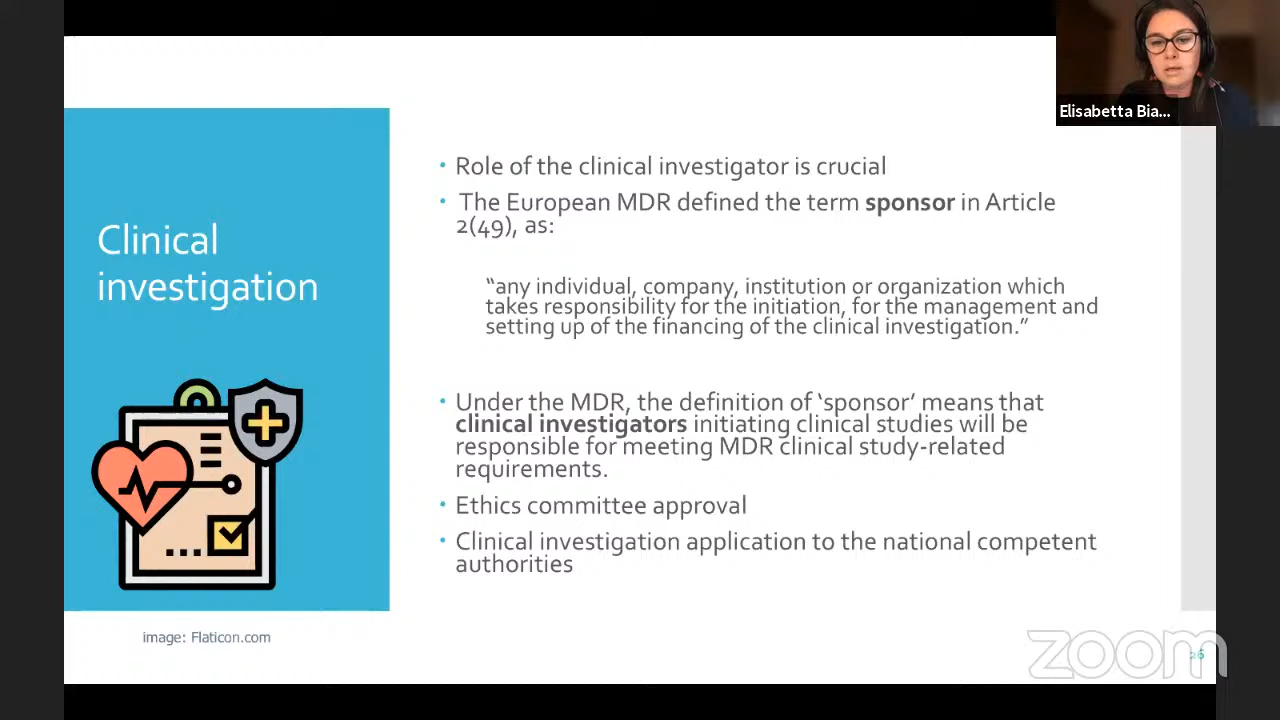 Elisabetta Bia...
Clinical
investigation
• Role of the clinical investigator is crucial
• The European MDR defined the term sponsor in Article
2(49), as:
“any individual, company, institution or organization which
takes responsibility for the initiation, for the management and
setting up of the financing of the clinical investigation.”
• Under the MDR, the definition of ‘sponsor’ means that
clinical investigators initiating clinical studies will be
responsible for meeting MDR clinical study-related
requirements.
• Ethics committee approval
• Clinical investigation application to the national competent
authorities
image: Flaticon.com
zoom
26